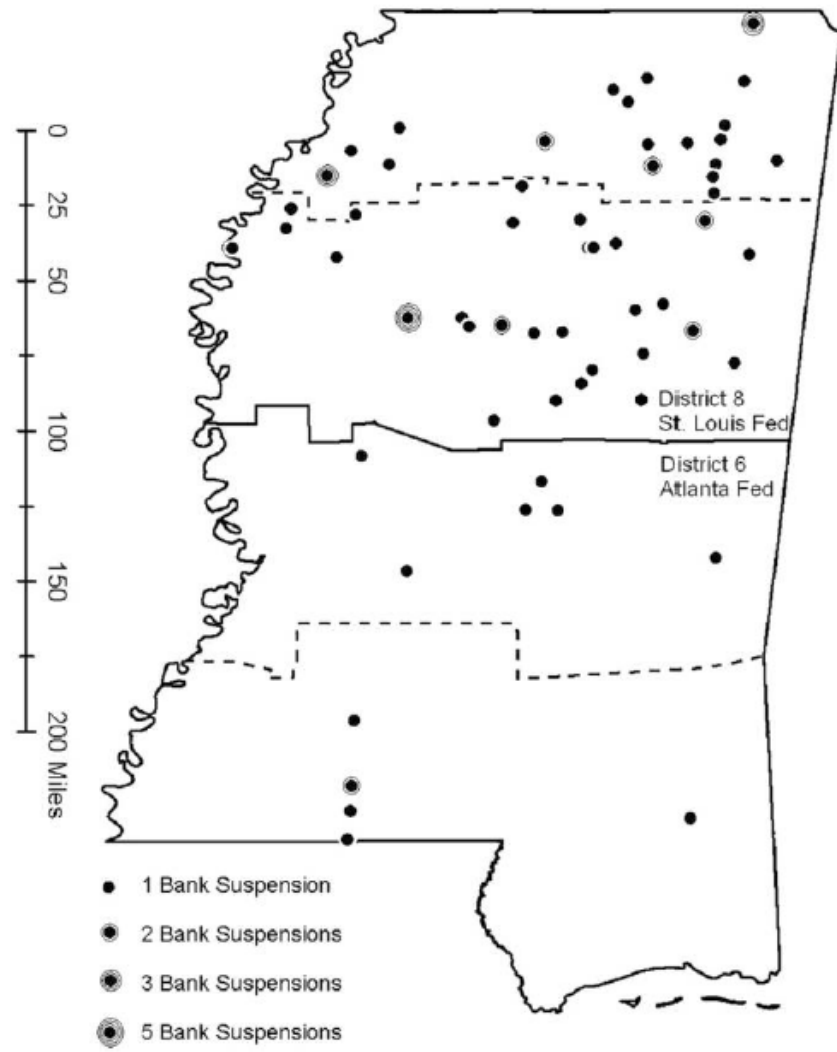 0
25
50
100
150
200 Miles
District 8
St. Louis Fed
District 6
Atlanta Fed
1 Bank Suspension
2 Bank Suspensions
3 Bank Suspensions
5 Bank Suspensions